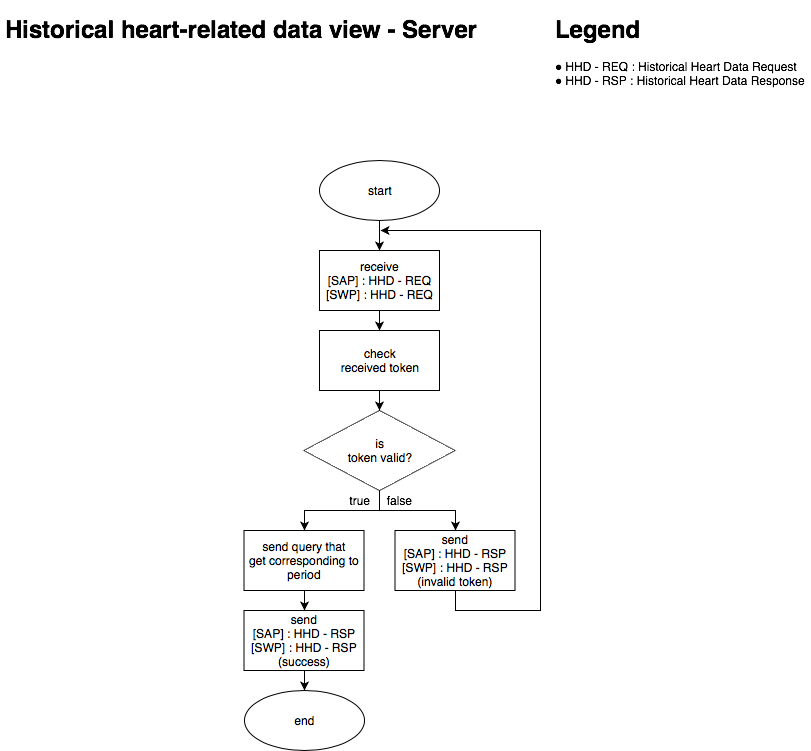 Historical heart-related data view - Server
Legend
● HHD - REQ : Historical Heart Data Request
● HHD - RSP : Historical Heart Data Response
start
receive
[SAP] : HHD - REQ
[SWP] : HHD - REQ
check
received token
is
token valid?
true
false
send query that
get corresponding to
period
send
[SAP] : HHD - RSP
[SWP] : HHD - RSP
(invalid token)
send
[SAP] : HHD - RSP
[SWP] : HHD - RSP
(success)
end